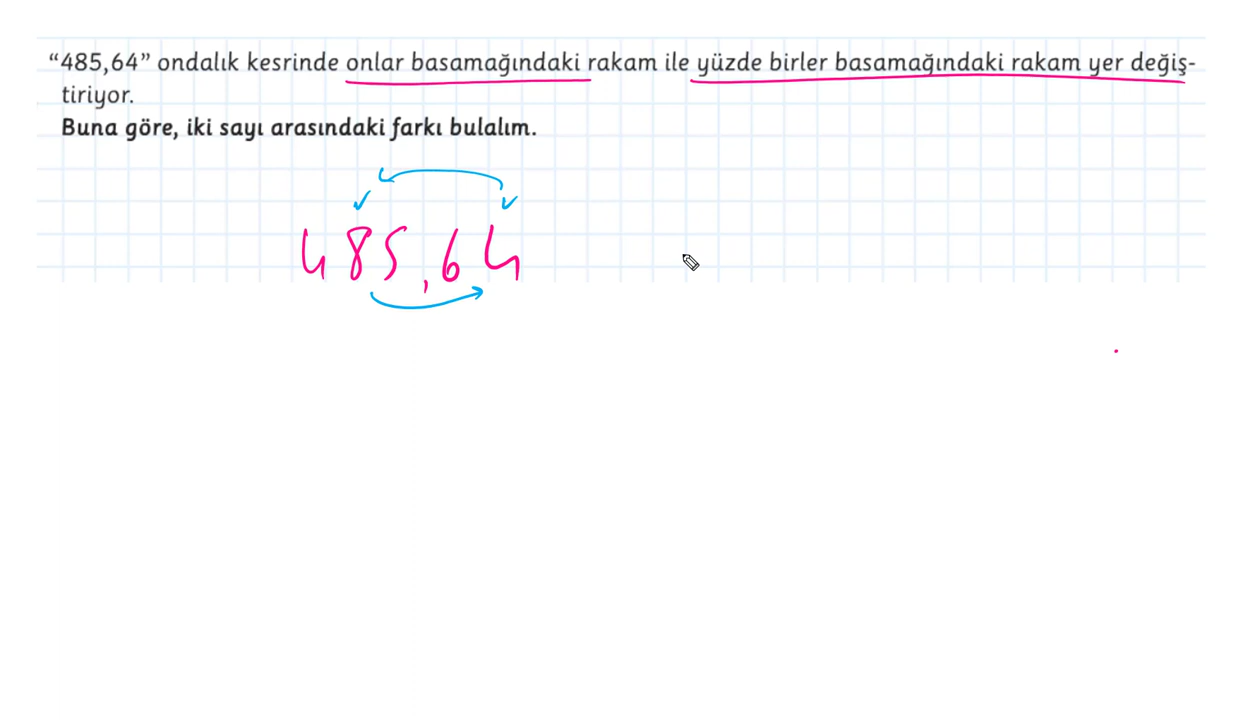 “485,64” ondalık kesrinde onlar basamağındaki rakam ile yüzde birler basamağındaki rakam yer değiş-
tiriyor.
Buna göre, iki sayı arasındaki farkı bulalım.
485,64